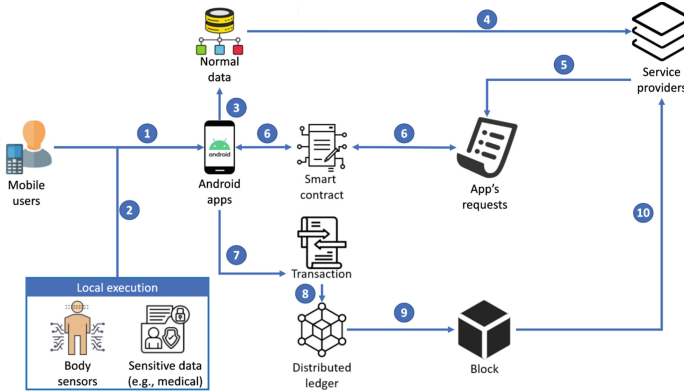 4
Normal
data
5
Service
providers
3
1
6
6
android
Mobile
users
Android
apps
Smart
contract
App's
requests
2
10
7
Local execution
Transaction
8
9
Body
sensors
Sensitive data
(e.g., medical)
Distributed
ledger
Block